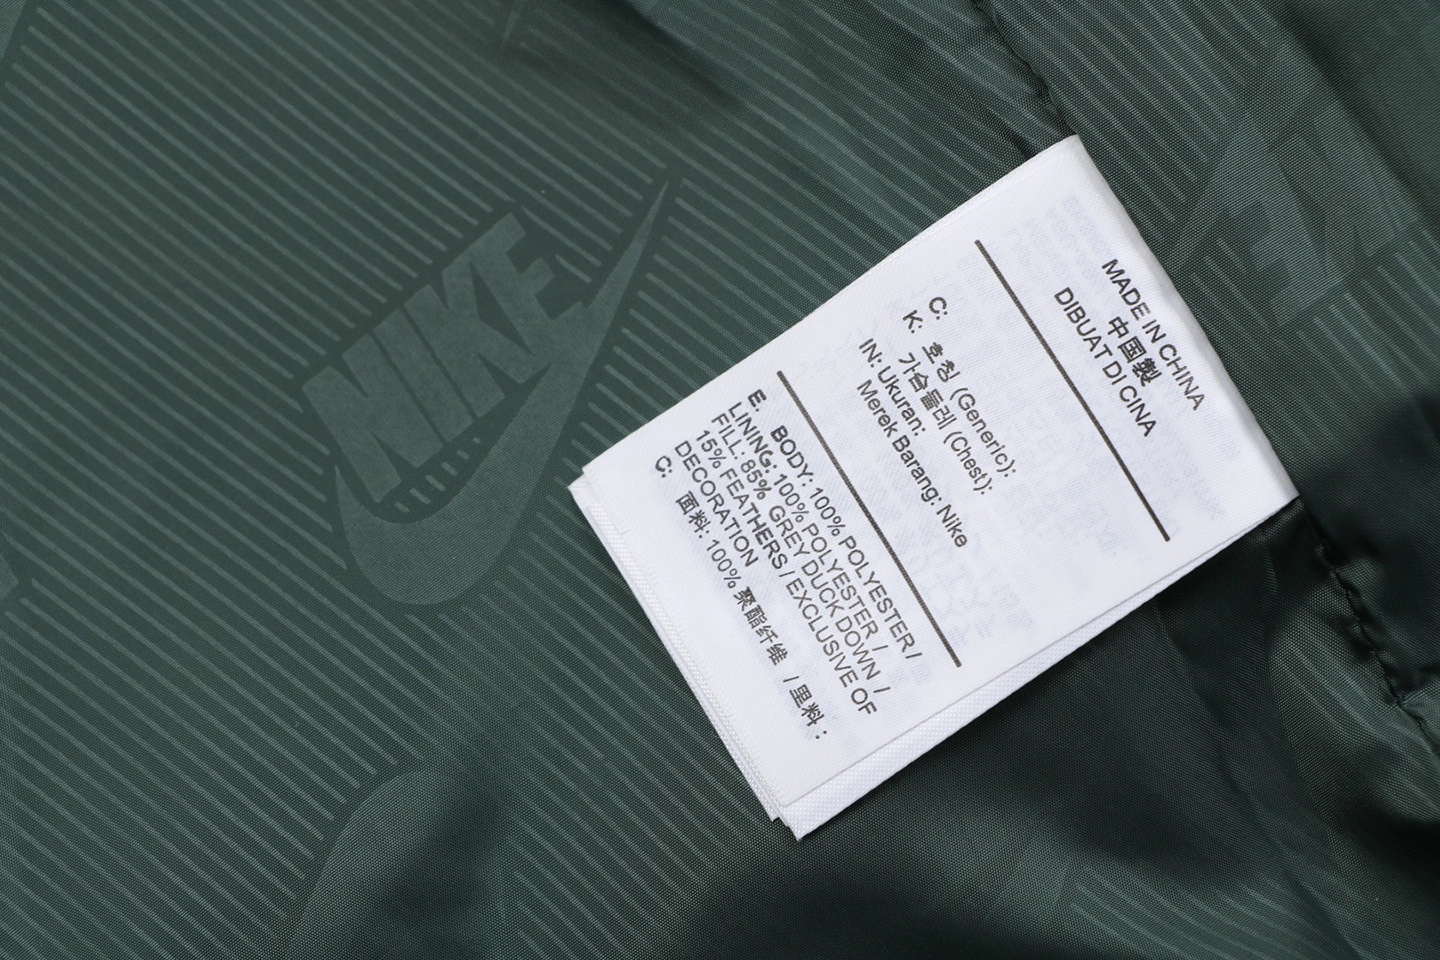 NIKE
MADE IN CHINA
中国製
DIBUAT DI CINA
C:
K: 호칭 (Generic):
가슴둘레 (Chest):
IN: Ukuran:
Merek Barang: Nike
E: BODY: 100% POLYESTER /
LINING: 100% POLYESTER /
FILL: 85% GREY DUCK DOWN /
15% FEATHERS / EXCLUSIVE OF
DECORATION
C: 面料: 100% 聚酯纤维 / 里料 :